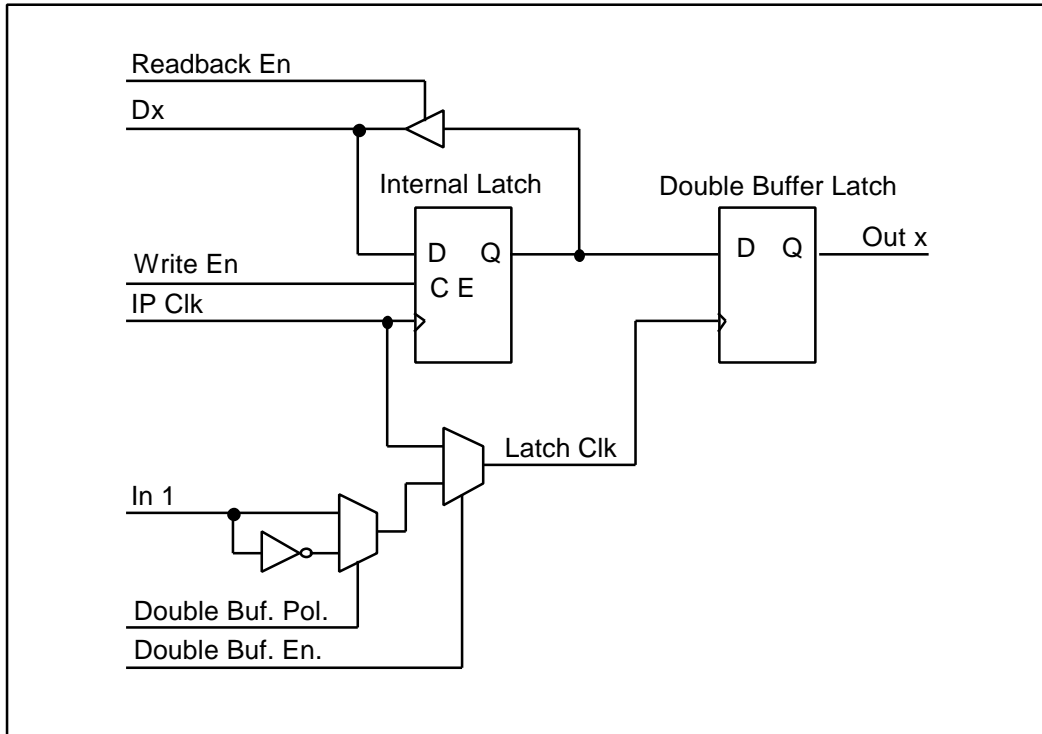 Readback En
Dx
Internal Latch
Double Buffer Latch
D Q
D Q
Out x
Write En
C E
IP Clk
Latch Clk
In 1
Double Buf. Pol.
Double Buf. En.